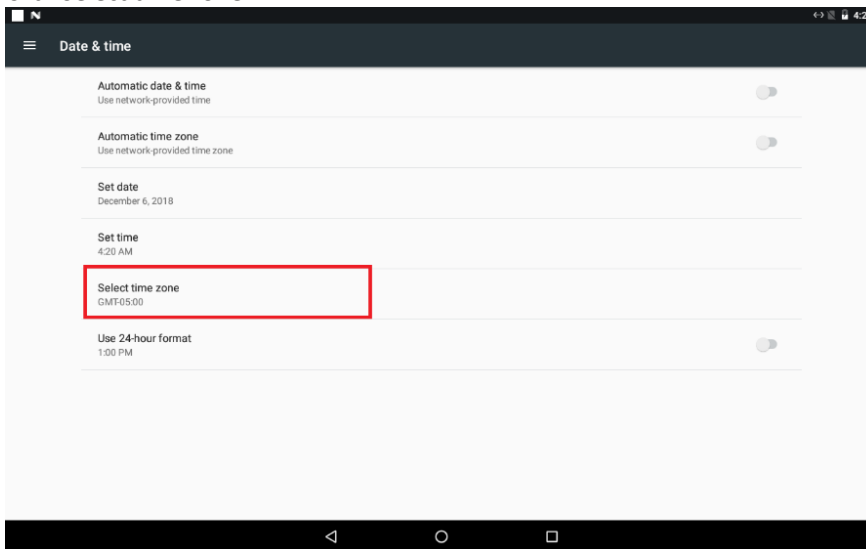 4:2
Date & time
Automatic date & time
Use network-provided time
Automatic time zone
Use network-provided time zone
Set date
December 6, 2018
Set time
4:20 AM
Select time zone
GMT-05:00
Use 24-hour format
1:00 PM